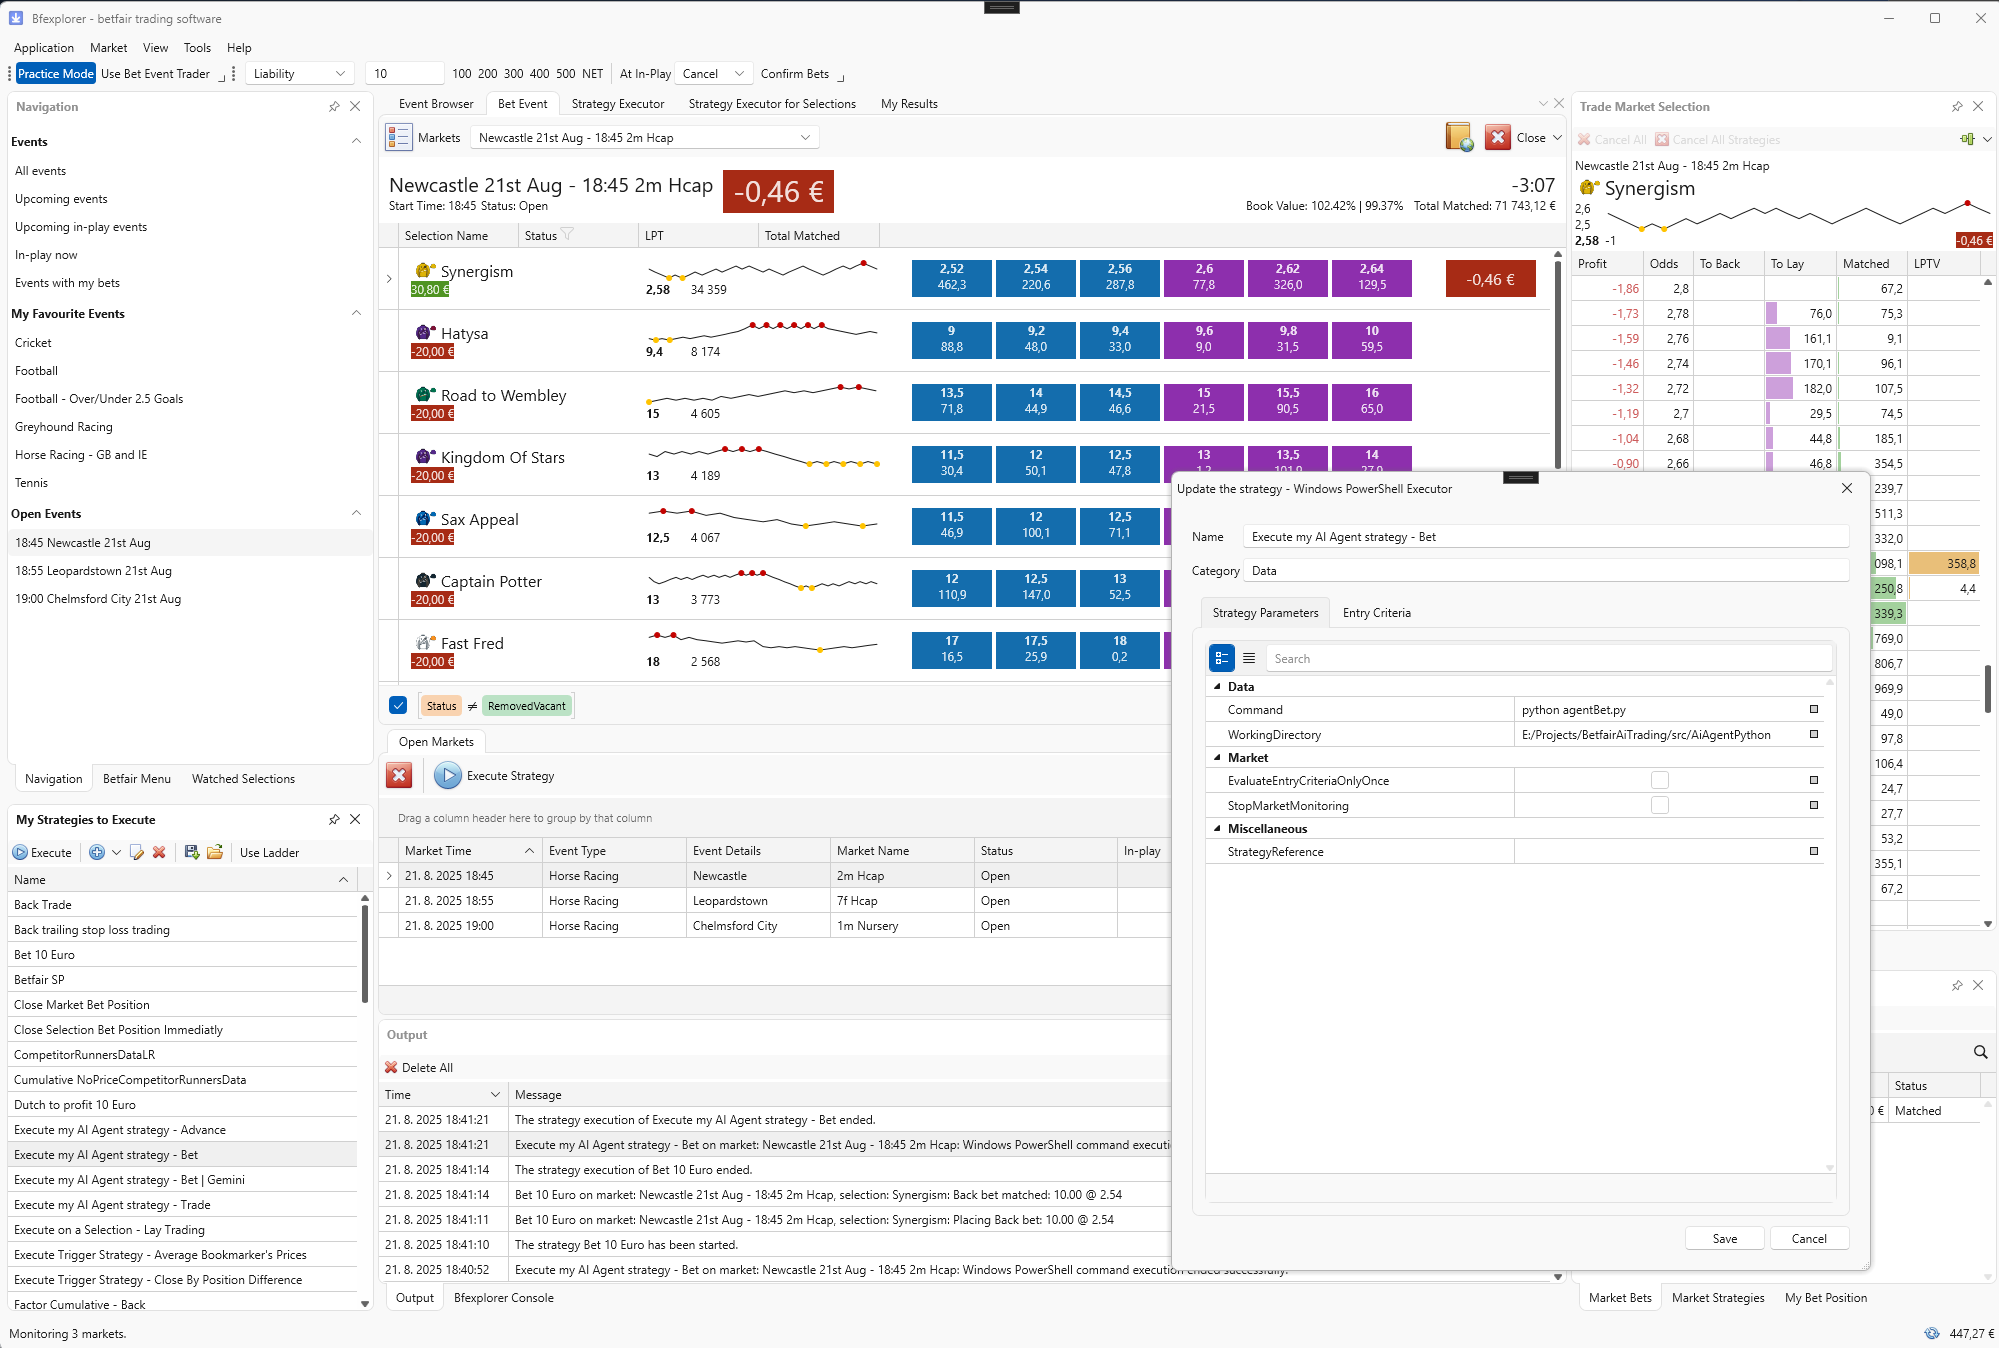 Bfexplorer - betfair trading software
Application Market View Tools Help
Practice Mode Use Bet Event Trader Liability 10 100 200 300 400 500 NET At In-Play Cancel Confirm Bets
Navigation
Events
All events
Upcoming events
Upcoming in-play events
In-play now
Events with my bets
My Favourite Events
Cricket
Football
Football - Over/Under 2.5 Goals
Greyhound Racing
Horse Racing - GB and IE
Tennis
Open Events
18:45 Newcastle 21st Aug
18:55 Leopardstown 21st Aug
19:00 Chelmsford City 21st Aug
Navigation Betfair Menu Watched Selections
My Strategies to Execute
Execute Use Ladder
Name
Back Trade
Back trailing stop loss trading
Bet 10 Euro
Betfair SP
Close Market Bet Position
Close Selection Bet Position Immediatly
CompetitorRunnersDataLR
Cumulative NoPriceCompetitorRunnersData
Dutch to profit 10 Euro
Execute my AI Agent strategy - Advance
Execute my AI Agent strategy - Bet
Execute my AI Agent strategy - Bet | Gemini
Execute my AI Agent strategy - Trade
Execute on a Selection - Lay Trading
Execute Trigger Strategy - Average Bookmarker's Prices
Execute Trigger Strategy - Close By Position Difference
Factor Cumulative - Back
Monitoring 3 markets.
Event Browser Bet Event Strategy Executor Strategy Executor for Selections My Results
Markets Newcastle 21st Aug - 18:45 2m Hcap Close
Newcastle 21st Aug - 18:45 2m Hcap -0,46 € -3:07
Start Time: 18:45 Status: Open Book Value: 102.42% | 99.37% Total Matched: 71 743,12 €
Selection Name Status LPT Total Matched
Synergism 2,52 2,54 2,56 2,6 2,62 2,64
30,80 € 2,58 34 359 462,3 220,6 287,8 77,8 326,0 129,5 -0,46 €
Hatysa 9 9,2 9,4 9,6 9,8 10
-20,00 € 9,4 8 174 88,8 48,0 33,0 9,0 31,5 59,5
Road to Wembley 13,5 14 14,5 15 15,5 16
-20,00 € 15 4 605 71,8 44,9 46,6 21,5 90,5 65,0
Kingdom Of Stars 11,5 12 12,5 13 13,5 14
-20,00 € 13 4 189 30,4 50,1 47,8
Sax Appeal 11,5 12 12,5
-20,00 € 12,5 4 067 46,9 100,1 71,1
Captain Potter 12 12,5 13
-20,00 € 13 3 773 110,9 147,0 52,5
Fast Fred 17 17,5 18
-20,00 € 18 2 568 16,5 25,9 0,2
Status ≠ RemovedVacant
Open Markets
Execute Strategy
Drag a column header here to group by that column
Market Time Event Type Event Details Market Name Status In-play
21. 8. 2025 18:45 Horse Racing Newcastle 2m Hcap Open
21. 8. 2025 18:55 Horse Racing Leopardstown 7f Hcap Open
21. 8. 2025 19:00 Horse Racing Chelmsford City 1m Nursery Open
Output
Delete All
Time Message
21. 8. 2025 18:41:21 The strategy execution of Execute my AI Agent strategy - Bet ended.
21. 8. 2025 18:41:21 Execute my AI Agent strategy - Bet on market: Newcastle 21st Aug - 18:45 2m Hcap: Windows PowerShell command executi
21. 8. 2025 18:41:14 The strategy execution of Bet 10 Euro ended.
21. 8. 2025 18:41:14 Bet 10 Euro on market: Newcastle 21st Aug - 18:45 2m Hcap, selection: Synergism: Back bet matched: 10.00 @ 2.54
21. 8. 2025 18:41:11 Bet 10 Euro on market: Newcastle 21st Aug - 18:45 2m Hcap, selection: Synergism: Placing Back bet: 10.00 @ 2.54
21. 8. 2025 18:41:10 The strategy Bet 10 Euro has been started.
21. 8. 2025 18:40:52 Execute my AI Agent strategy - Bet on market: Newcastle 21st Aug - 18:45 2m Hcap: Windows PowerShell command execution ended successfully.
Output Bfexplorer Console
Trade Market Selection
Cancel All Cancel All Strategies
Newcastle 21st Aug - 18:45 2m Hcap
Synergism
2,6
2,5
2,58 -1 -0,46 €
Profit Odds To Back To Lay Matched LPTV
-1,86 2,8 67,2
-1,73 2,78 76,0 75,3
-1,59 2,76 161,1 9,1
-1,46 2,74 170,1 96,1
-1,32 2,72 182,0 107,5
-1,19 2,7 29,5 74,5
-1,04 2,68 44,8 185,1
-0,90 2,66 46,8 354,5
239,7
511,3
332,0
098,1 358,8
250,8 4,4
339,3
769,0
806,7
969,9
49,0
97,8
106,4
24,7
27,7
53,2
355,1
67,2
Status
€ Matched
Market Bets Market Strategies My Bet Position
447,27 €
Update the strategy - Windows PowerShell Executor
Name Execute my AI Agent strategy - Bet
Category Data
Strategy Parameters Entry Criteria
Search
Data
Command python agentBet.py
WorkingDirectory E:/Projects/BetfairAiTrading/src/AiAgentPython
Market
EvaluateEntryCriteriaOnlyOnce
StopMarketMonitoring
Miscellaneous
StrategyReference
Save Cancel